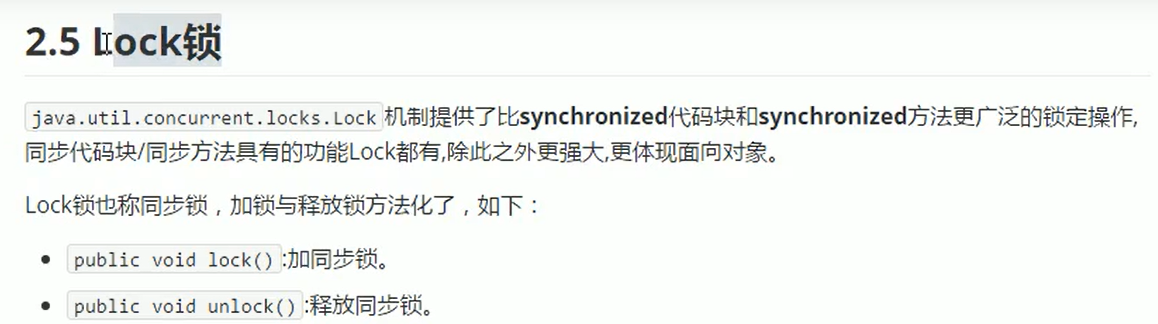 2.5 Lock锁
java.util.concurrent.locks.Lock机制提供了比synchronized代码块和synchronized方法更广泛的锁定操作,
同步代码块/同步方法具有的功能Lock都有,除此之外更强大,更体现面向对象。
Lock锁也称同步锁，加锁与释放锁方法化了，如下：
• public void lock():加同步锁。
• public void unlock():释放同步锁。